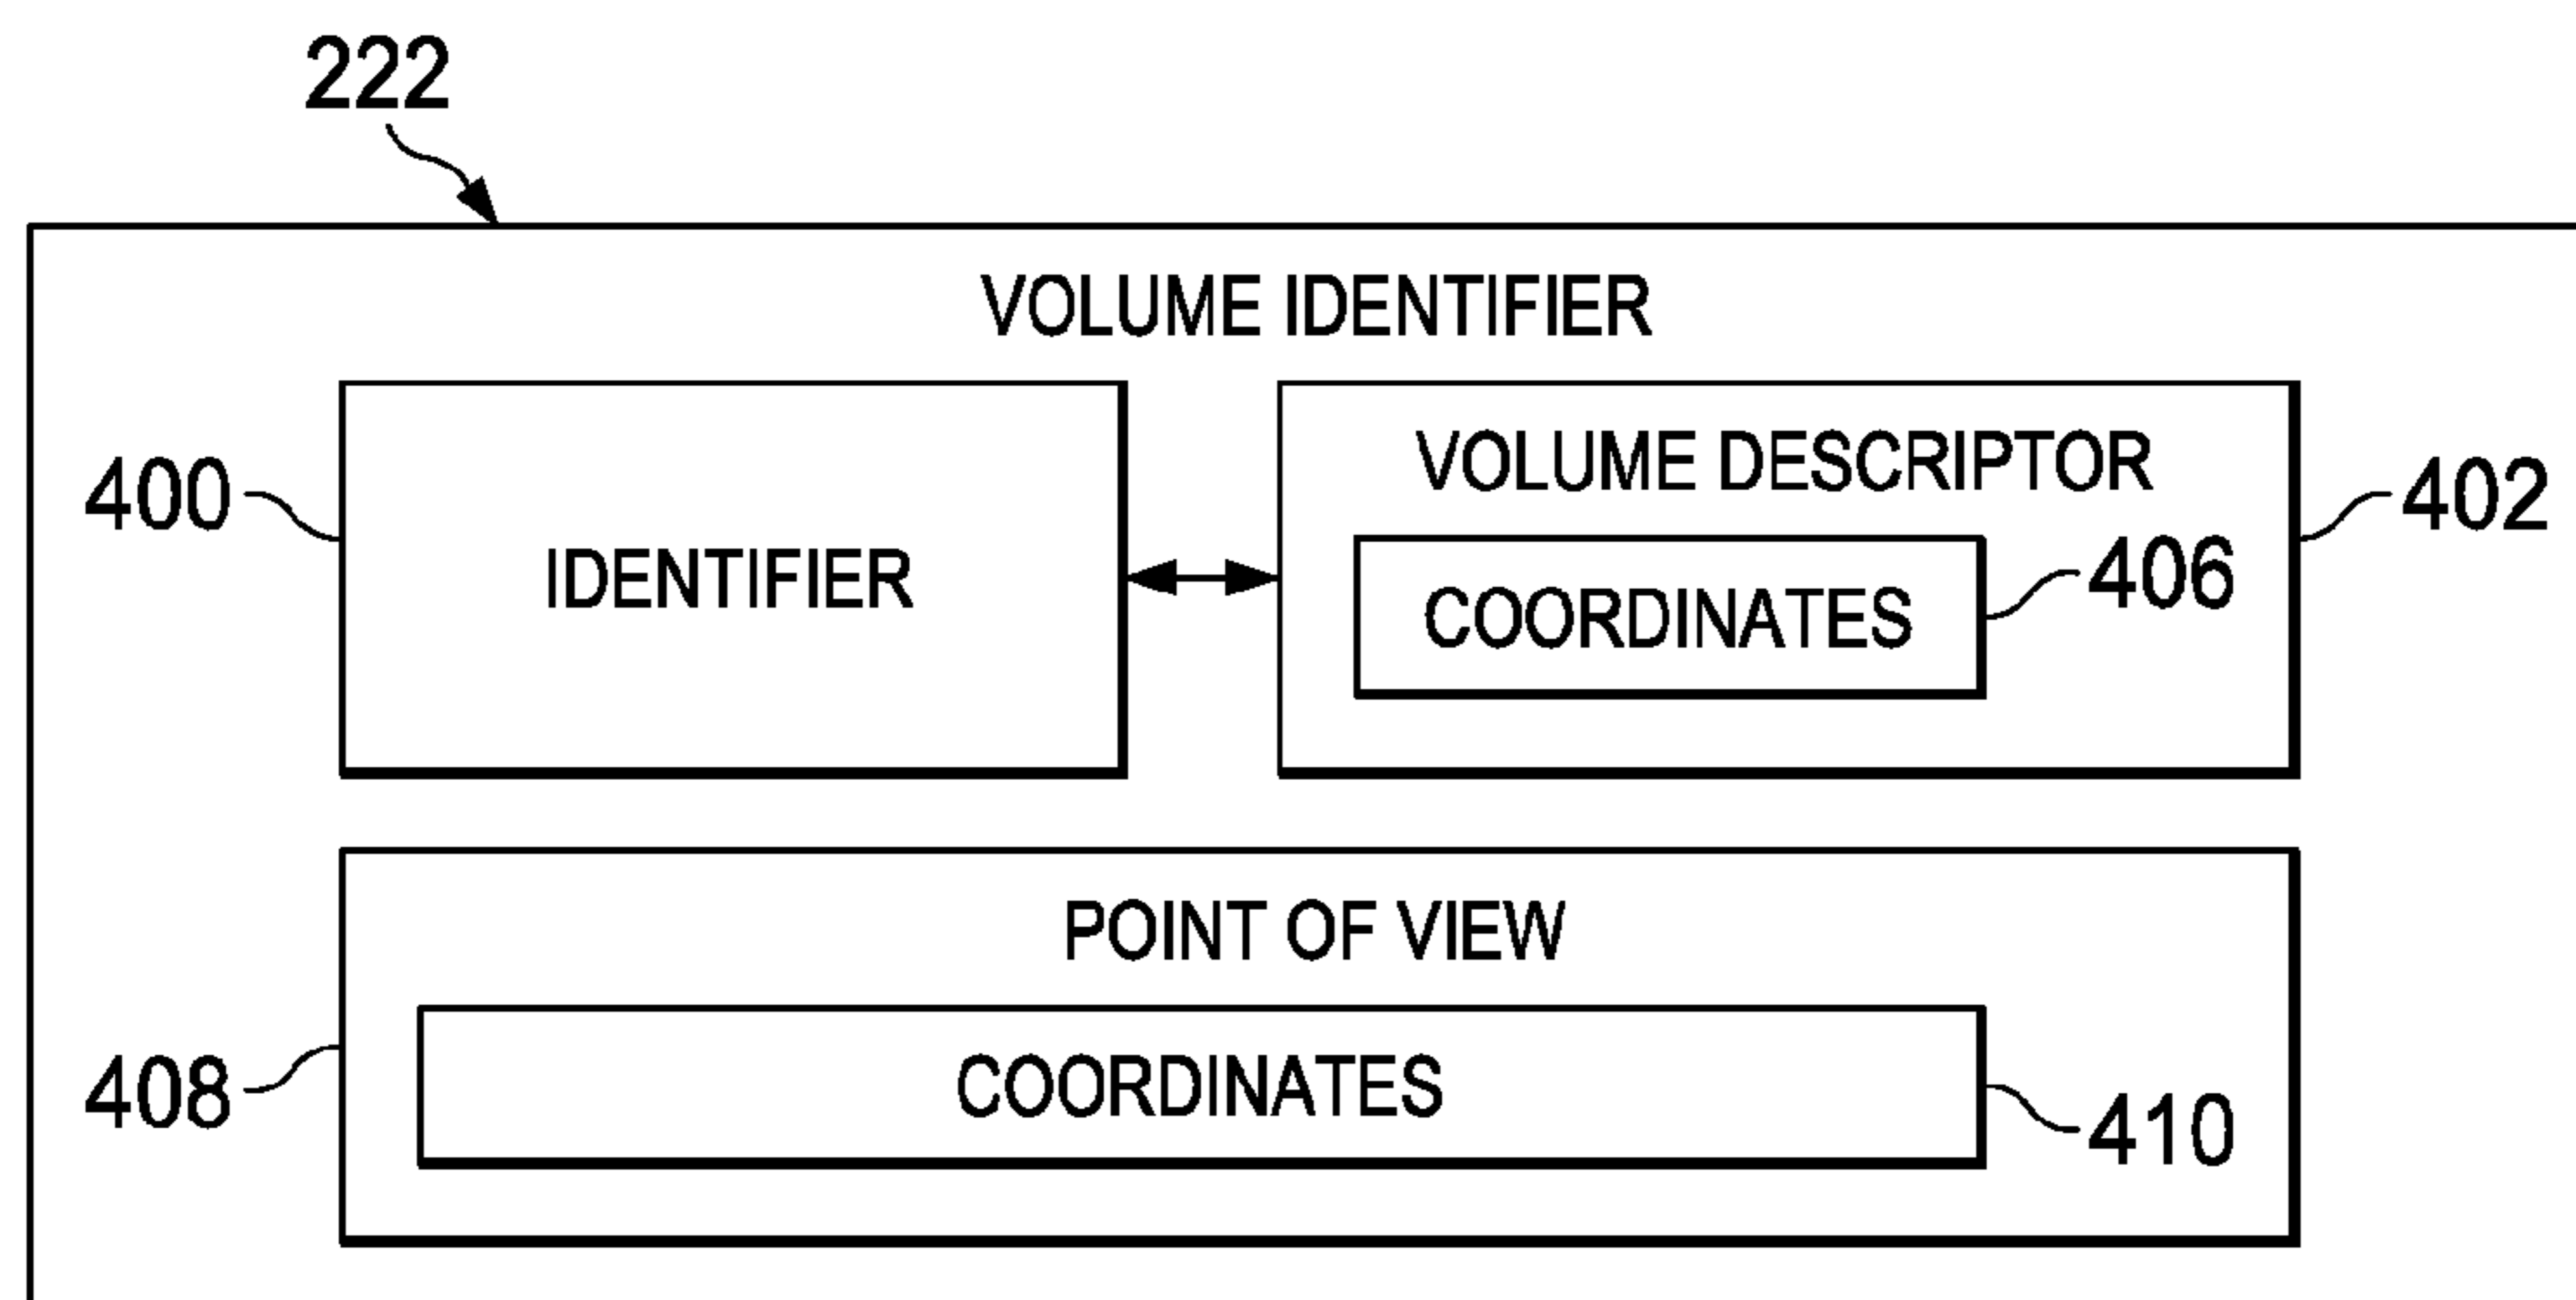 222
VOLUME IDENTIFIER
400
IDENTIFIER
VOLUME DESCRIPTOR
402
COORDINATES
406
POINT OF VIEW
408
COORDINATES
410